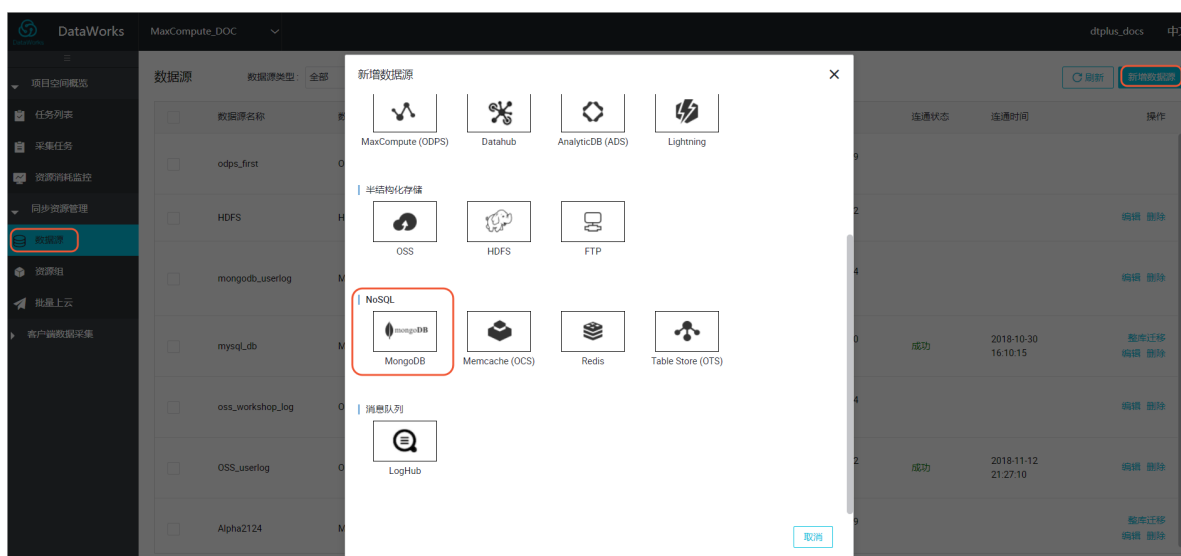 DataWorks
MaxCompute_DOC
dtplus_docs
DataWorks
项目空间概览
任务列表
采集任务
资源消耗监控
同步资源管理
数据源
资源组
批量上云
客户端数据采集
数据源
数据源类型: 全部
刷新
新增数据源
数据源名称
连通状态
连通时间
操作
odps_first
O
9
HDFS
H
2
编辑 删除
mongodb_userlog
M
4
编辑 删除
mysql_db
M
0
成功
2018-10-30
16:10:15
整库迁移
编辑 删除
oss_workshop_log
O
4
编辑 删除
OSS_userlog
O
2
成功
2018-11-12
21:27:10
编辑 删除
Alpha2124
M
9
整库迁移
编辑 删除
新增数据源
MaxCompute (ODPS)
Datahub
AnalyticDB (ADS)
Lightning
半结构化存储
OSS
HDFS
FTP
NoSQL
mongoDB
MongoDB
Memcache (OCS)
Redis
Table Store (OTS)
消息队列
LogHub
取消